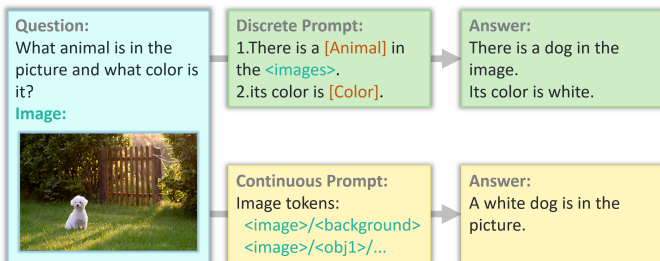 Question:
What animal is in the
picture and what color is
it?
Image:
Discrete Prompt:
1.There is a [Animal] in
the <images>.
2.its color is [Color].
Answer:
There is a dog in the
image.
Its color is white.
Continuous Prompt:
Image tokens:
<image>/<background>
<image>/<obj1>/...
Answer:
A white dog is in the
picture.